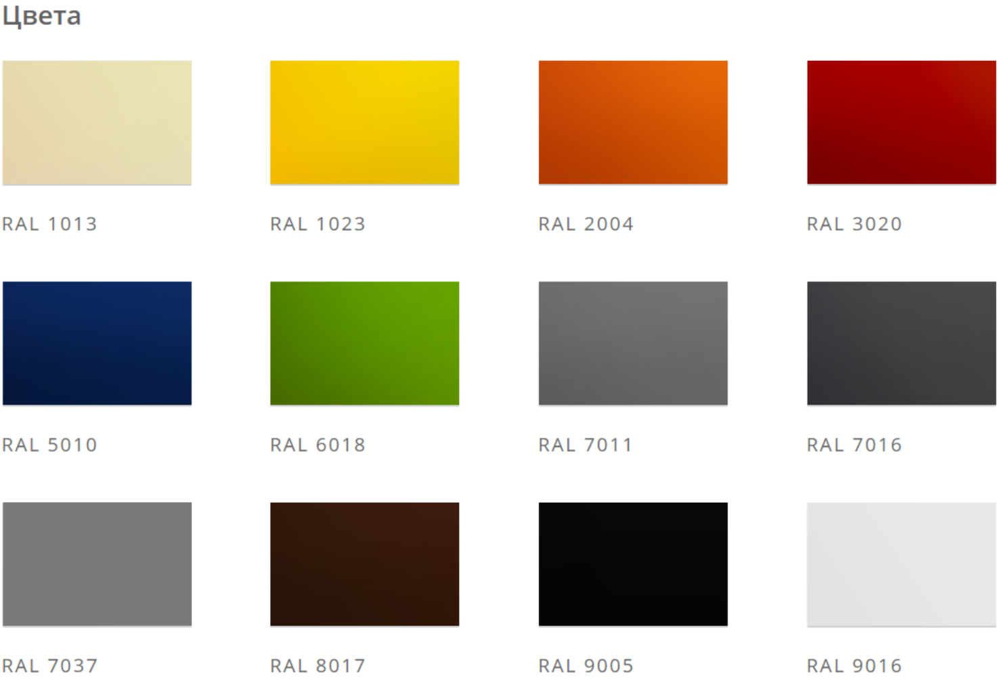 Цвета
RAL 1013 RAL 1023 RAL 2004 RAL 3020
RAL 5010 RAL 6018 RAL 7011 RAL 7016
RAL 7037 RAL 8017 RAL 9005 RAL 9016